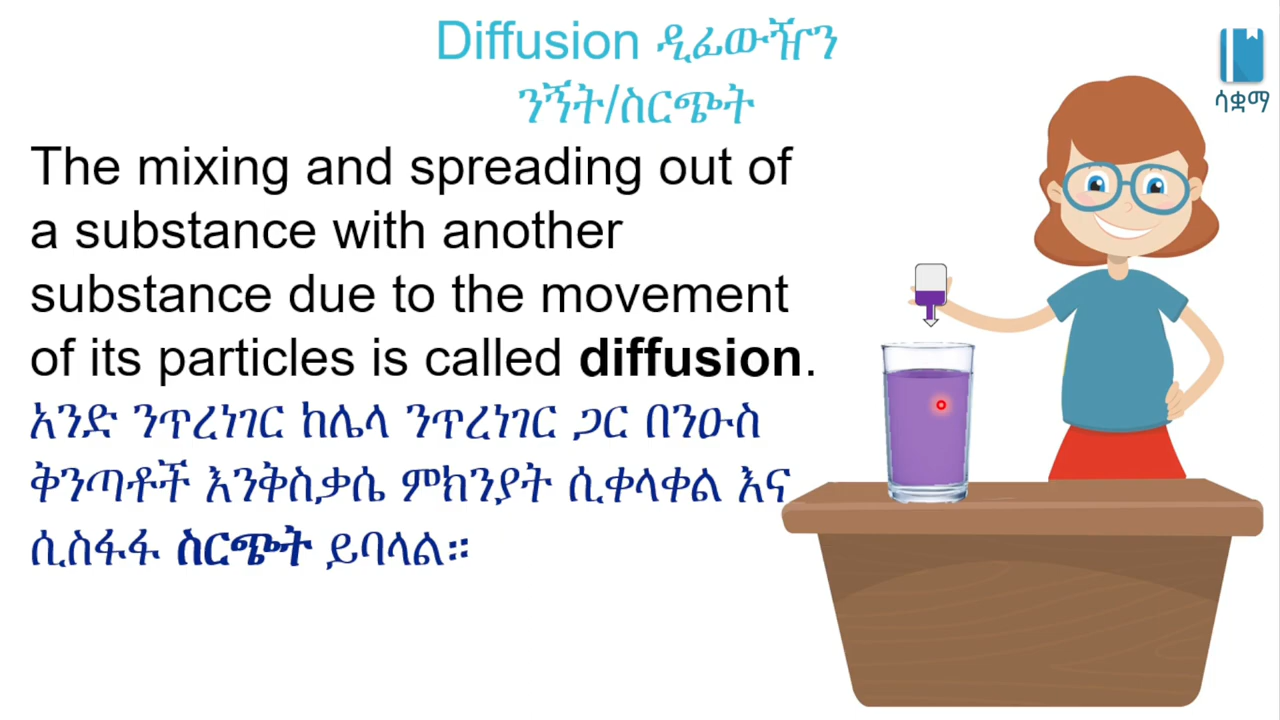 Diffusion ዲፊውዥን
ንኝት/ስርጭት
ሳቋማ
The mixing and spreading out of
a substance with another
substance due to the movement
of its particles is called diffusion.
አንድ ንጥረነገር ከሌላ ንጥረነገር ጋር በንዑስ
ቅንጣቶች እንቅስቃሴ ምክንያት ሲቀላቀል እና
ሲስፋፋ ስርጭት ይባላል።